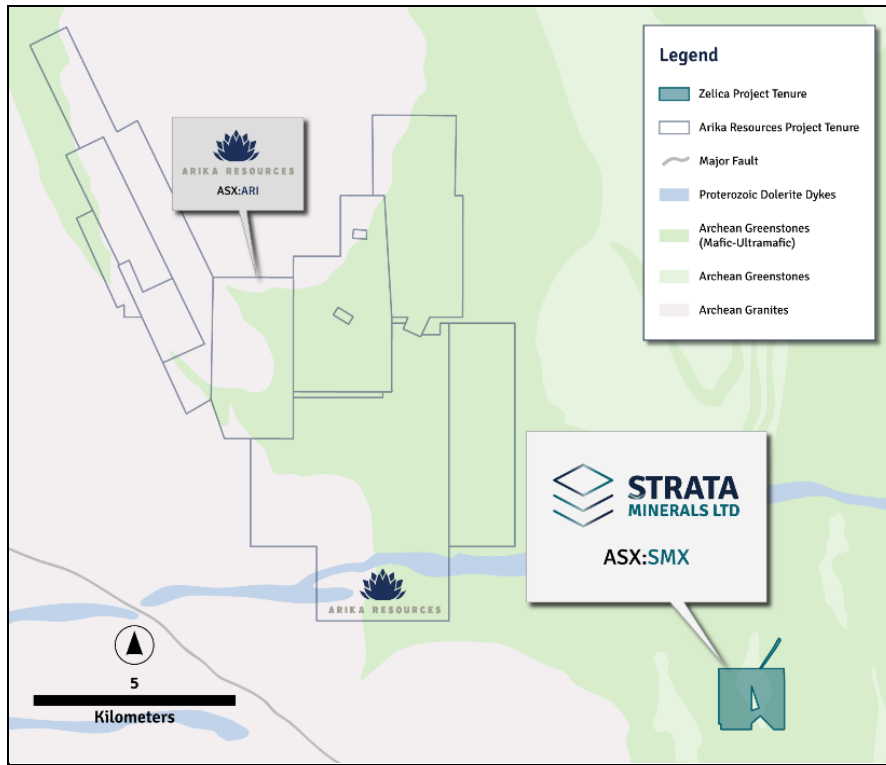 Legend
Zelica Project Tenure
Arika Resources Project Tenure
Major Fault
Proterozoic Dolerite Dykes
Archean Greenstones
(Mafic-Ultramafic)
Archean Greenstones
Archean Granites
ARIKA RESOURCES
ASX:ARI
STRATA
MINERALS LTD
ASX:SMX
ARIKA RESOURCES
5
Kilometers